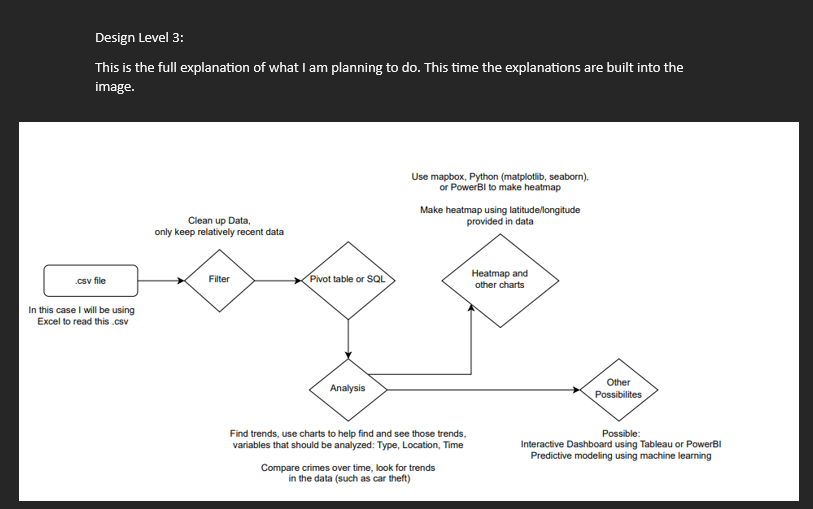 Design Level 3:
This is the full explanation of what I am planning to do. This time the explanations are built into the
image.
Use mapbox, Python (matplotlib, seaborn),
or PowerBI to make heatmap
Make heatmap using latitude/longitude
provided in data
Clean up Data,
only keep relatively recent data
.csv file
Filter
Pivot table or SQL
Heatmap and
other charts
In this case I will be using
Excel to read this .csv
Analysis
Other
Possibilites
Find trends, use charts to help find and see those trends,
variables that should be analyzed: Type, Location, Time
Compare crimes over time, look for trends
in the data (such as car theft)
Possible:
Interactive Dashboard using Tableau or PowerBI
Predictive modeling using machine learning